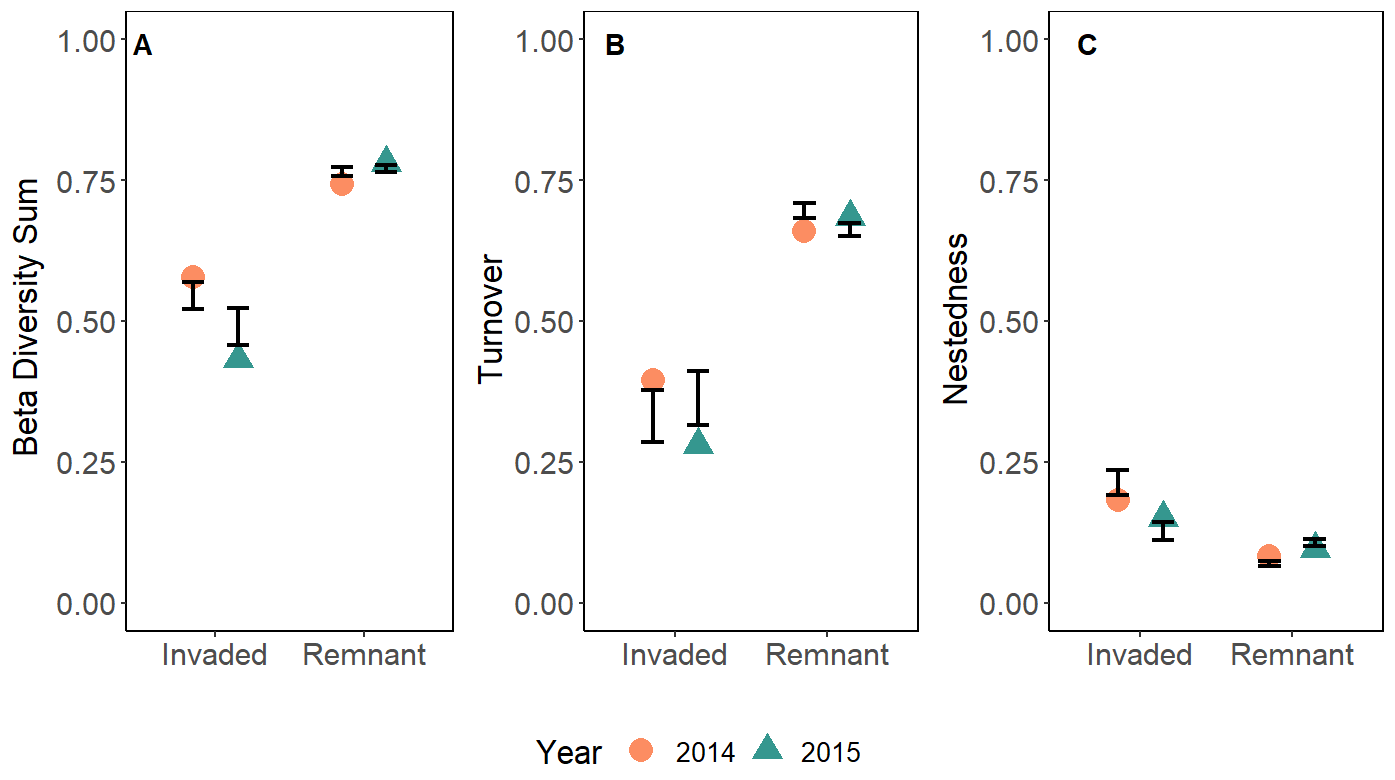 A
Beta Diversity Sum
1.00
0.75
0.50
0.25
0.00
Invaded Remnant
B
Turnover
1.00
0.75
0.50
0.25
0.00
Invaded Remnant
C
Nestedness
1.00
0.75
0.50
0.25
0.00
Invaded Remnant
Year 2014 2015